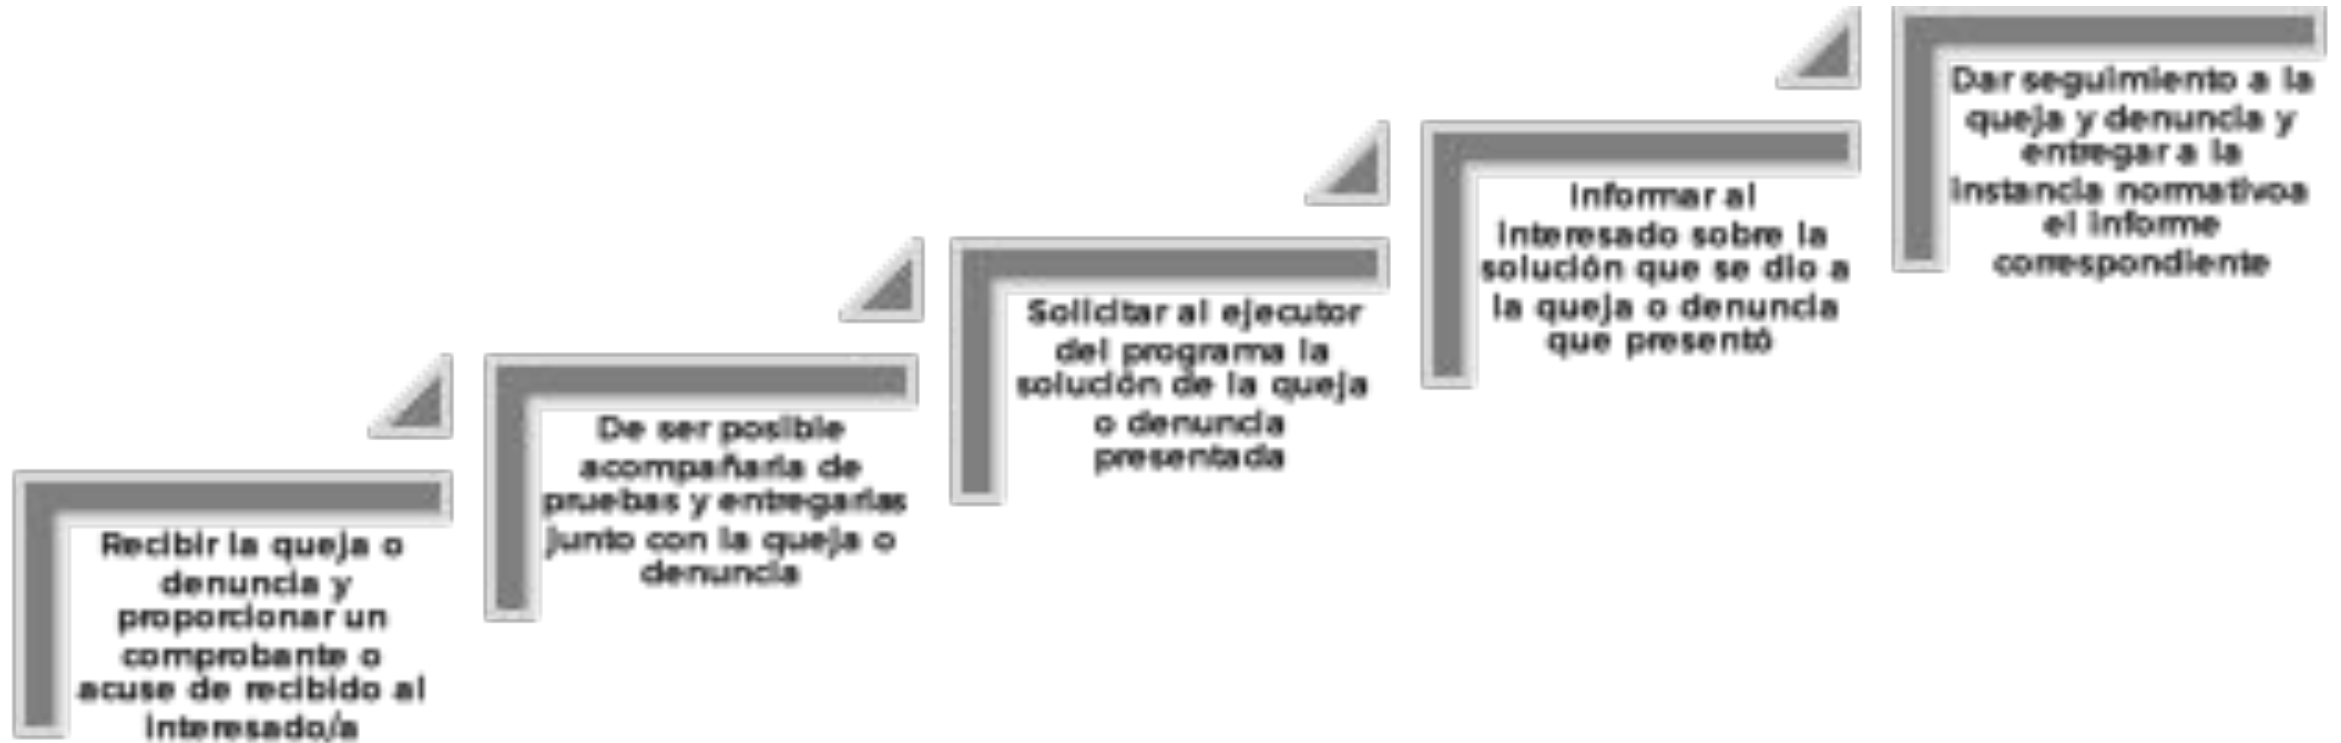 Recibir la queja o
denuncia y
proporcionar un
comprobante o
acuse de recibido al
interesado/a
De ser posible
acompañarla de
pruebas y entregarlas
junto con la queja o
denuncia
Solicitar al ejecutor
del programa la
solución de la queja
o denuncia
presentada
Informar al
interesado sobre la
solución que se dio a
la queja o denuncia
que presentó
Dar seguimiento a la
queja y denuncia y
entregar a la
instancia normativoa
el informe
correspondiente